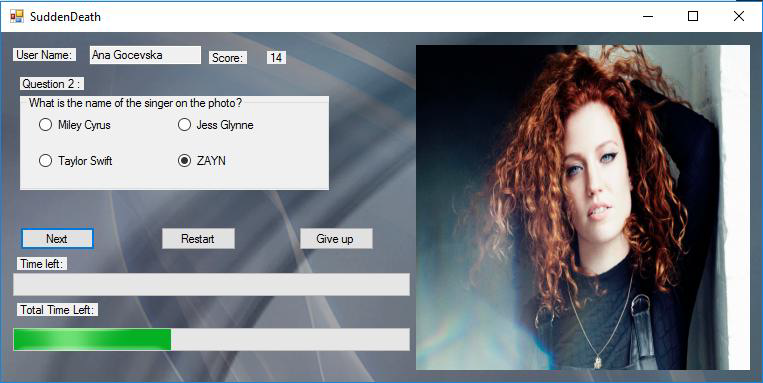 SuddenDeath
User Name: Ana Gocevska Score: 14
Question 2 :
What is the name of the singer on the photo?
Miley Cyrus Jess Glynne
Taylor Swift ZAYN
Next Restart Give up
Time left:
Total Time Left: